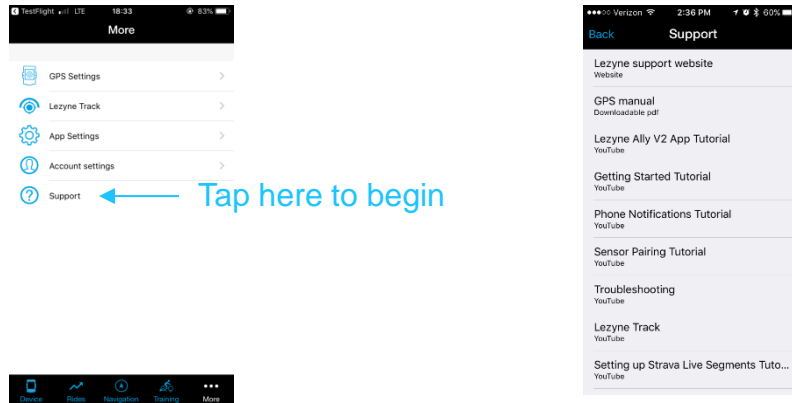 TestFlight LTE 18:33 83%
More
GPS Settings
Lezyne Track
App Settings
Account settings
Support
Tap here to begin
Device Rides Navigation Training More
Verizon 2:36 PM 60%
Back Support
Lezyne support website
Website
GPS manual
Downloadable pdf
Lezyne Ally V2 App Tutorial
YouTube
Getting Started Tutorial
YouTube
Phone Notifications Tutorial
YouTube
Sensor Pairing Tutorial
YouTube
Troubleshooting
YouTube
Lezyne Track
YouTube
Setting up Strava Live Segments Tuto...
YouTube